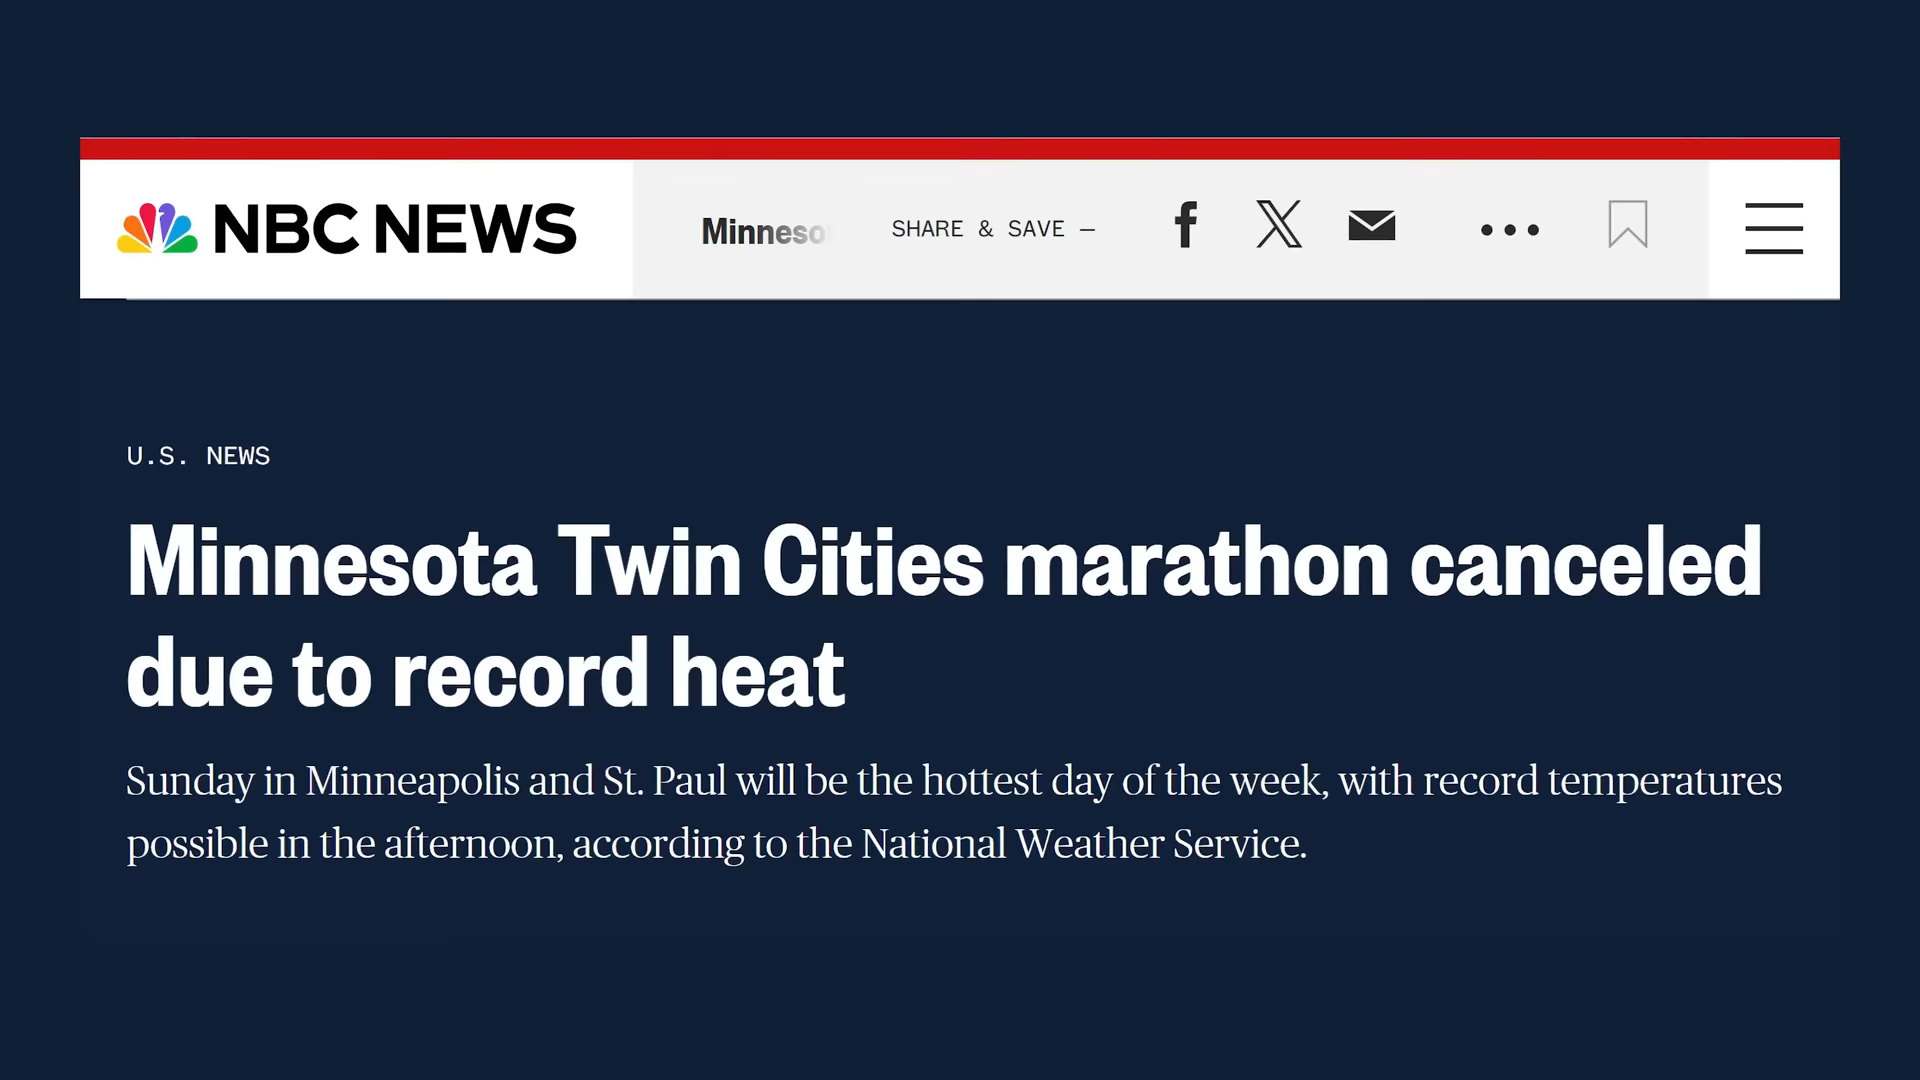 NBC NEWS
Minneso
SHARE & SAVE —
U.S. NEWS
Minnesota Twin Cities marathon canceled
due to record heat
Sunday in Minneapolis and St. Paul will be the hottest day of the week, with record temperatures
possible in the afternoon, according to the National Weather Service.